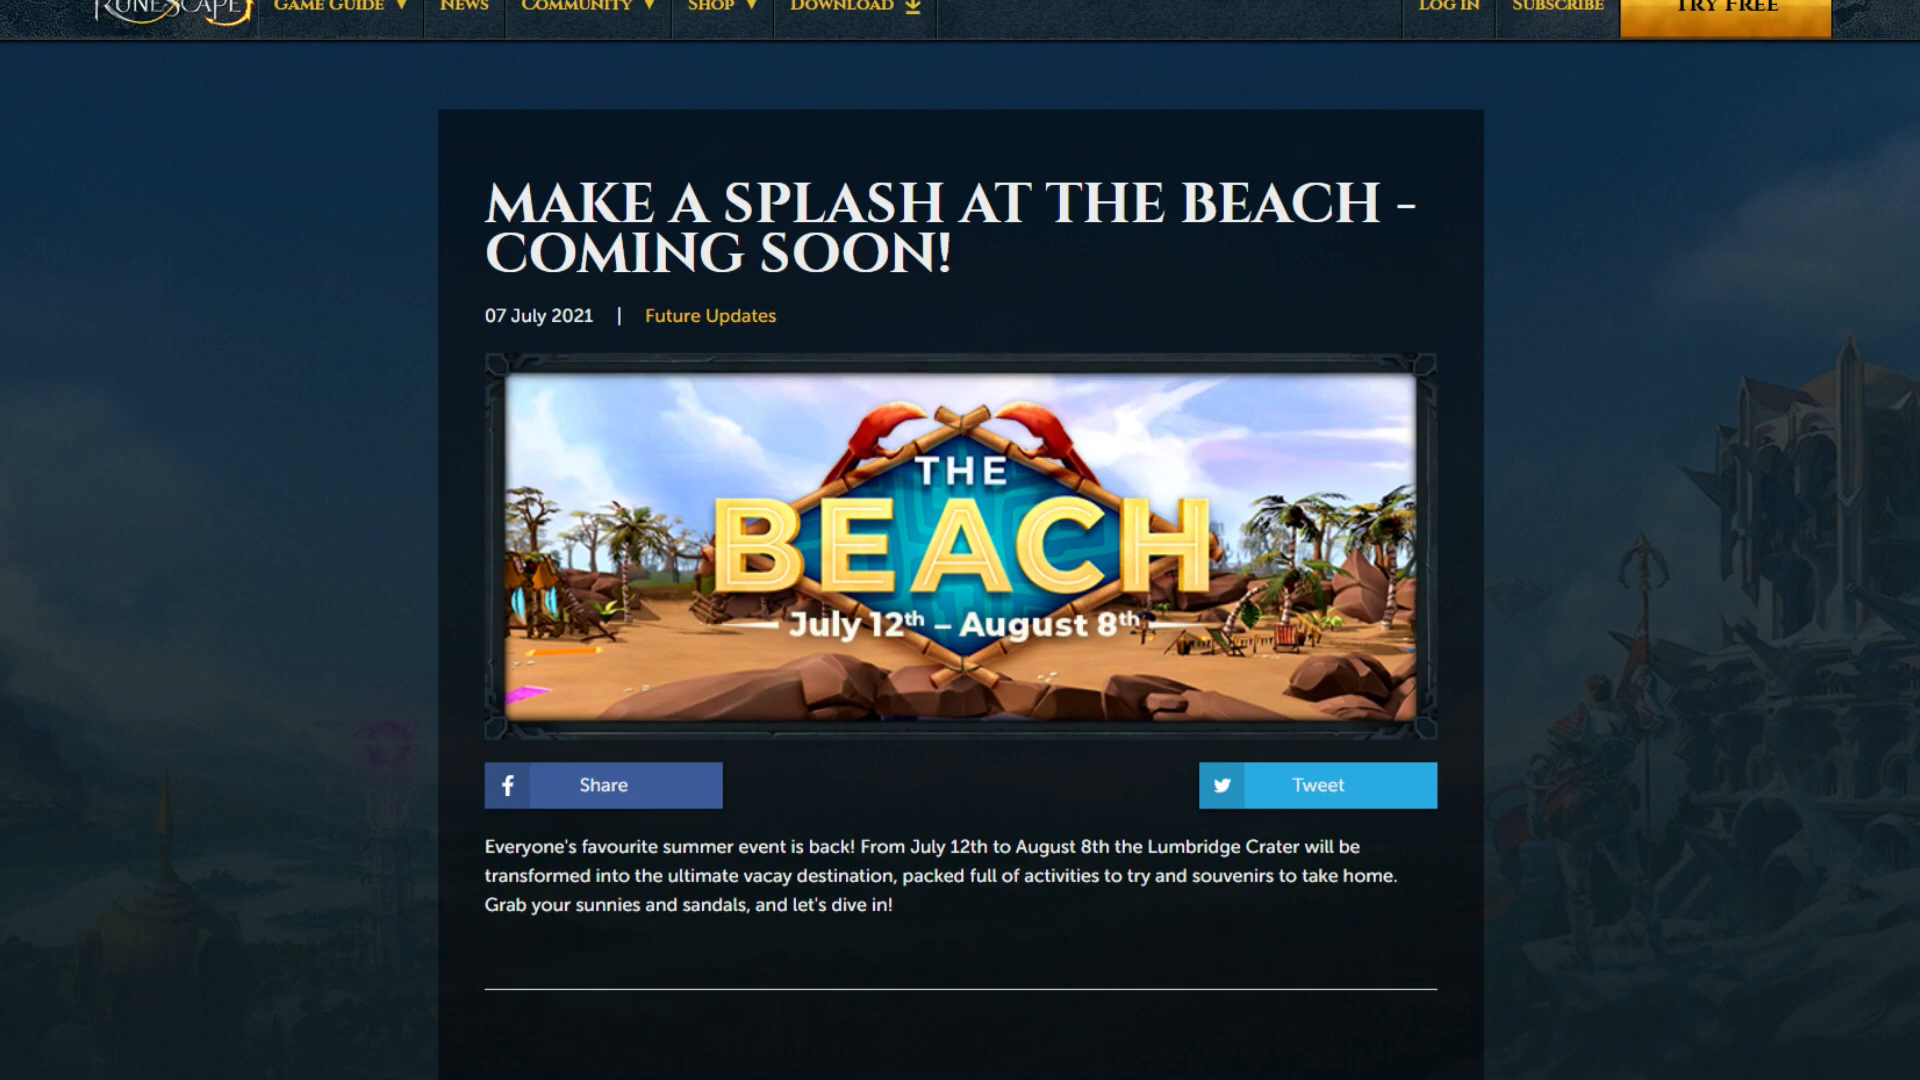 RuneScape Game Guide News Community Shop Download Log In Subscribe Try Free
MAKE A SPLASH AT THE BEACH -
COMING SOON!
07 July 2021 | Future Updates
THE
BEACH
July 12th – August 8th
Share Tweet
Everyone's favourite summer event is back! From July 12th to August 8th the Lumbridge Crater will be
transformed into the ultimate vacay destination, packed full of activities to try and souvenirs to take home.
Grab your sunnies and sandals, and let's dive in!